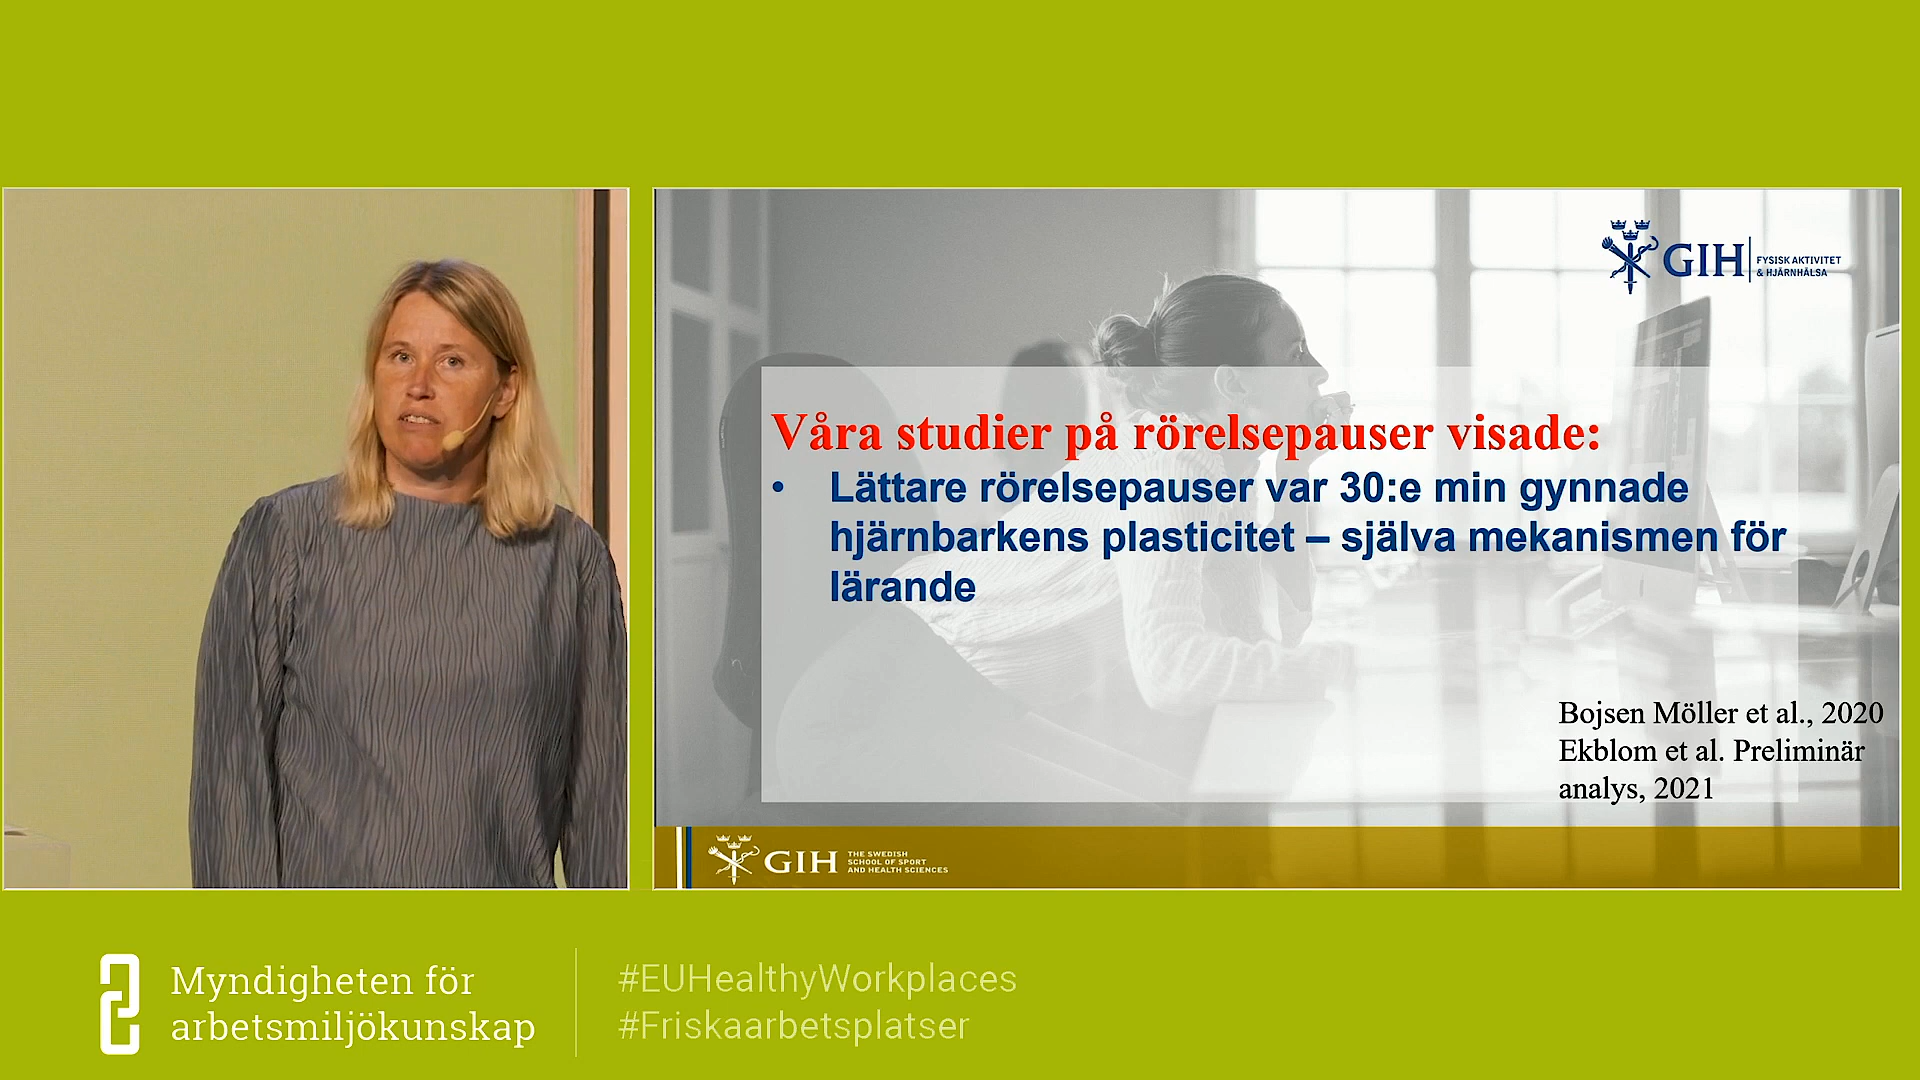 GIH
FYSISK AKTIVITET
& HJÄRNHÄLSA
Våra studier på rörelsepauser visade:
• Lättare rörelsepauser var 30:e min gynnade
hjärnbarkens plasticitet – själva mekanismen för
lärande
Bojsen Möller et al., 2020
Ekblom et al. Preliminär
analys, 2021
GIH
THE SWEDISH
SCHOOL OF SPORT
AND HEALTH SCIENCES
Myndigheten för
arbetsmiljökunskap
#EUHealthyWorkplaces
#Friskaarbetsplatser